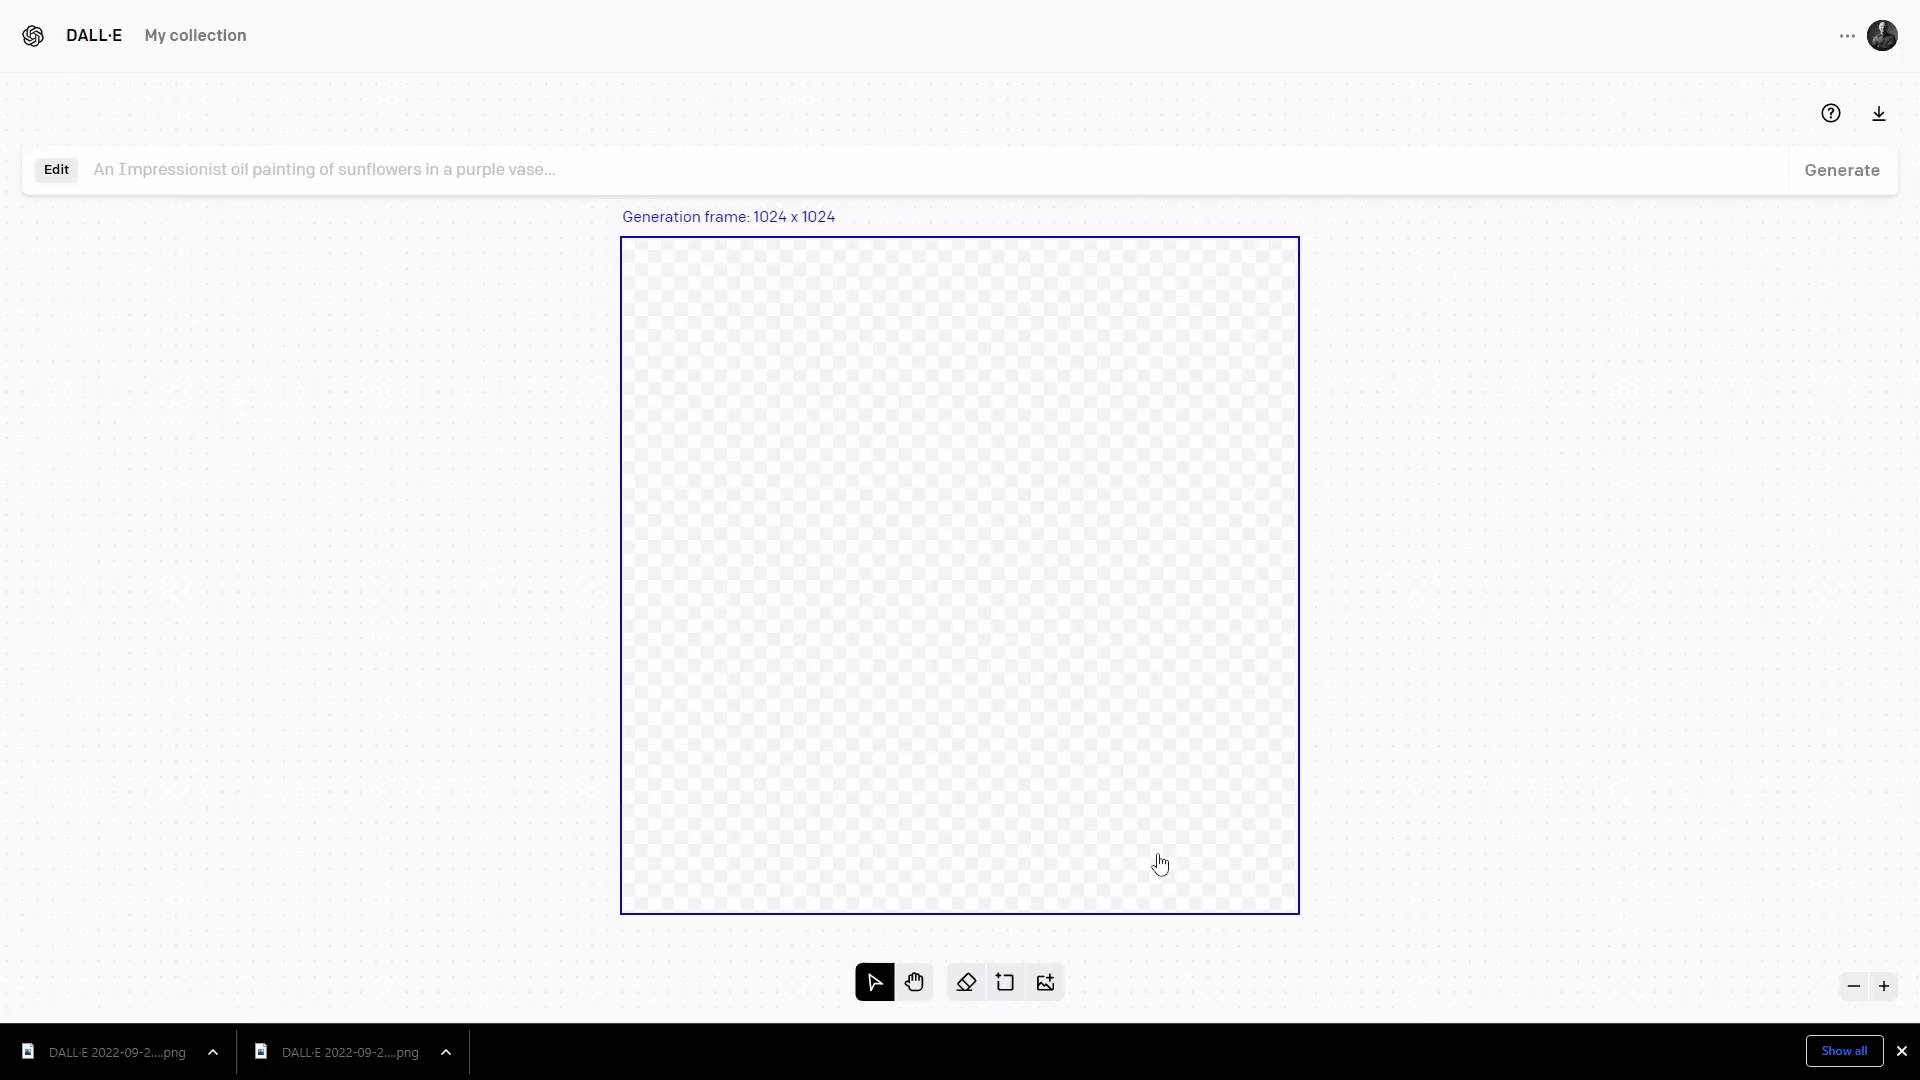 DALL·E My collection
Edit An Impressionist oil painting of sunflowers in a purple vase... Generate
Generation frame: 1024 x 1024
DALL·E 2022-09-2....png DALL·E 2022-09-2....png Show all